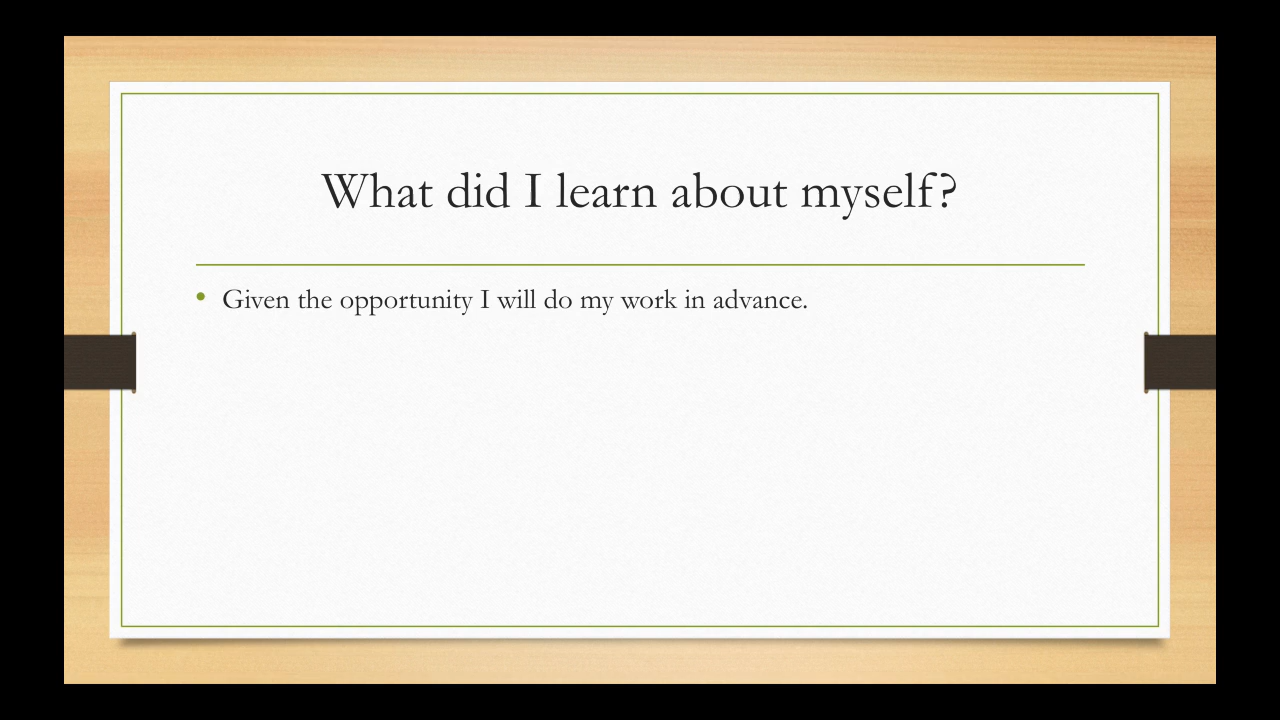 What did I learn about myself?
• Given the opportunity I will do my work in advance.